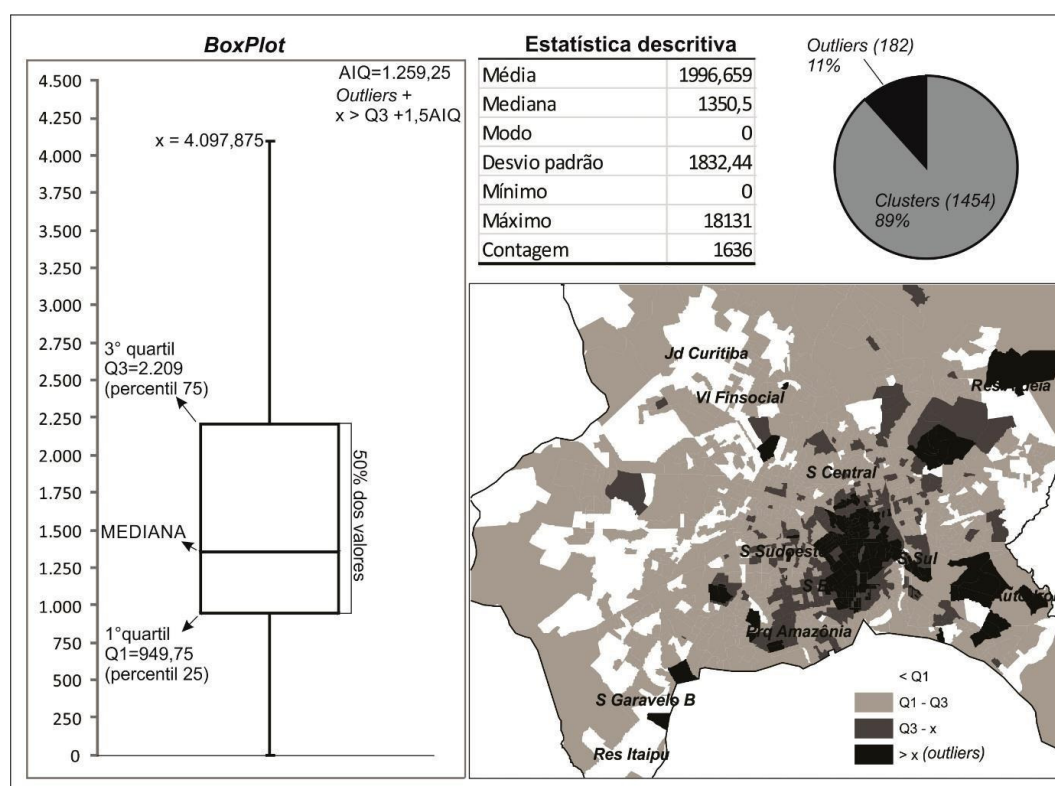 BoxPlot
AIQ=1.259,25
Outliers +
x > Q3 +1,5AIQ
4.500
4.250
4.000
3.750
3.500
3.250
3.000
2.750
2.500
2.250
2.000
1.750
1.500
1.250
1.000
750
500
250
0
x = 4.097,875
3° quartil
Q3=2.209
(percentil 75)
MEDIANA
1°quartil
Q1=949,75
(percentil 25)
50% dos valores
Estatística descritiva
Média 1996,659
Mediana 1350,5
Modo 0
Desvio padrão 1832,44
Mínimo 0
Máximo 18131
Contagem 1636
Outliers (182)
11%
Clusters (1454)
89%
Jd Curitiba
Vl Finsocial
S Central
S Sudoeste
S Sul
Prq Amazônia
S Garavelo B
Res Itaipu
< Q1
Q1 - Q3
Q3 - x
> x (outliers)